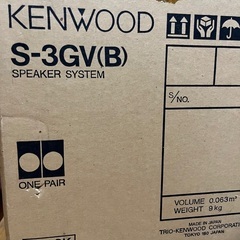 KENWOOD
S-3GV(B)
SPEAKER SYSTEM
S/NO.
ONE PAIR
VOLUME 0.063m³
WEIGHT 9kg
MADE IN JAPAN
TRIO-KENWOOD CORPORATION
TOKYO 150 JAPAN